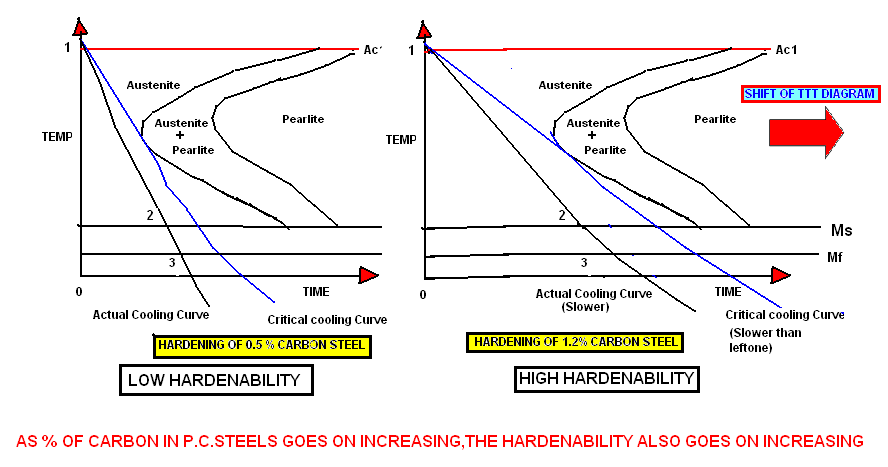 1
Ac1
Austenite
Austenite
+
Pearlite
Pearlite
TEMP
2
3
0
TIME
Actual Cooling Curve
Critical cooling Curve
HARDENING OF 0.5 % CARBON STEEL
LOW HARDENABILITY
1
Ac1
Austenite
Austenite
+
Pearlite
Pearlite
TEMP
SHIFT OF TTT DIAGRAM
2
Ms
3
Mf
0
TIME
Actual Cooling Curve
(Slower)
Critical cooling Curve
(Slower than
leftone)
HARDENING OF 1.2% CARBON STEEL
HIGH HARDENABILITY
AS % OF CARBON IN P.C.STEELS GOES ON INCREASING,THE HARDENABILITY ALSO GOES ON INCREASING